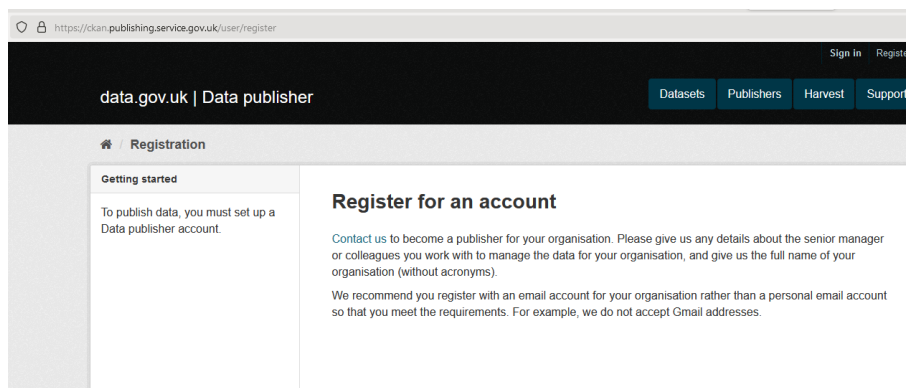 https://ckan.publishing.service.gov.uk/user/register
Sign in Registe
data.gov.uk | Data publisher
Datasets Publishers Harvest Support
/ Registration
Getting started
To publish data, you must set up a
Data publisher account.
Register for an account
Contact us to become a publisher for your organisation. Please give us any details about the senior manager
or colleagues you work with to manage the data for your organisation, and give us the full name of your
organisation (without acronyms).
We recommend you register with an email account for your organisation rather than a personal email account
so that you meet the requirements. For example, we do not accept Gmail addresses.